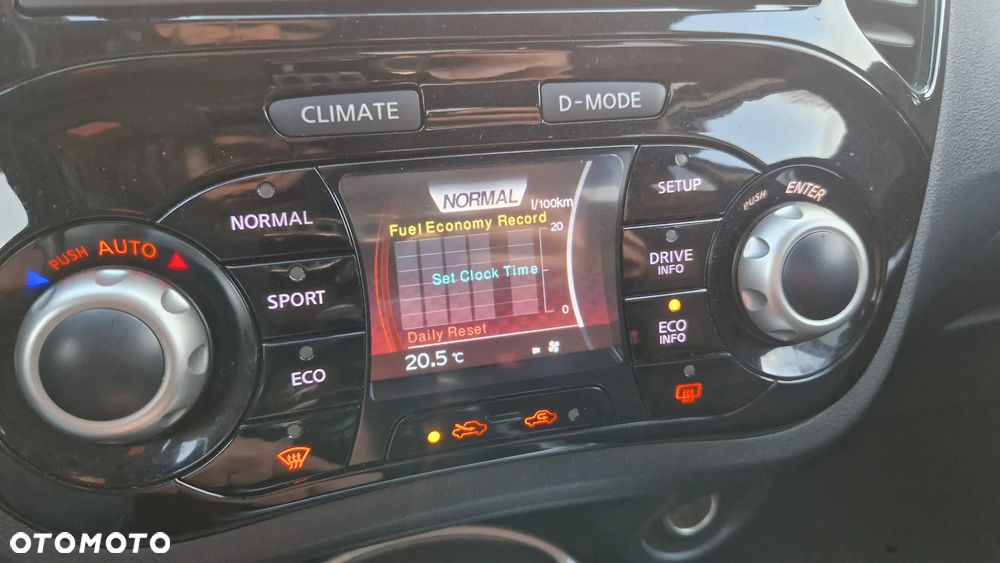 CLIMATE
D-MODE
NORMAL
SPORT
ECO
PUSH AUTO
NORMAL
l/100km
Fuel Economy Record
20
Set Clock Time
0
Daily Reset
20.5 °C
SETUP
DRIVE
INFO
ECO
INFO
PUSH ENTER
OTOMOTO